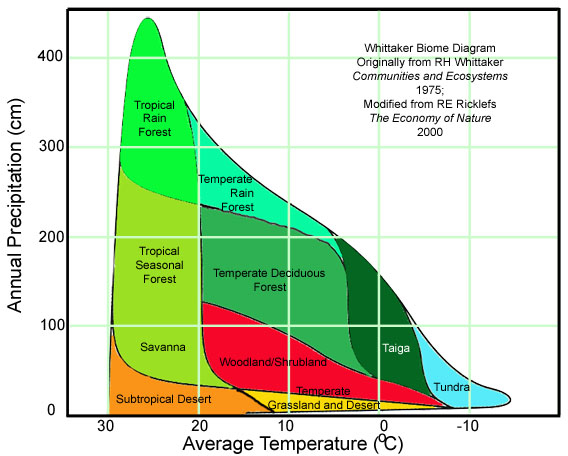 Whittaker Biome Diagram
Originally from RH Whittaker
Communities and Ecosystems
1975;
Modified from RE Ricklefs
The Economy of Nature
2000
Annual Precipitation (cm)
400
300
200
100
0
Tropical
Rain
Forest
Temperate
Rain
Forest
Tropical
Seasonal
Forest
Temperate Deciduous
Forest
Savanna
Woodland/Shrubland
Taiga
Tundra
Subtropical Desert
Temperate
Grassland and Desert
30
20
10
0
-10
Average Temperature (°C)